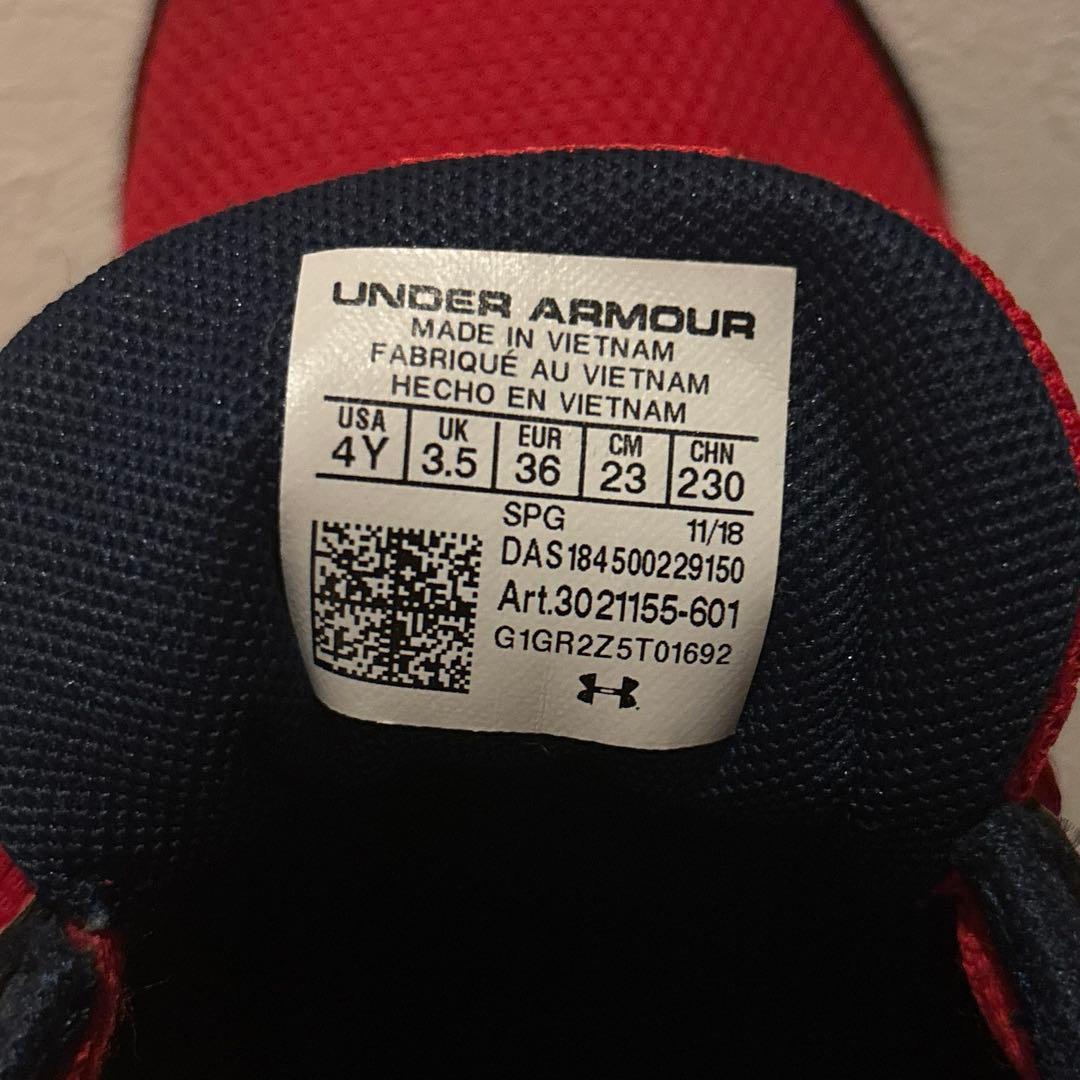 UNDER ARMOUR
MADE IN VIETNAM
FABRIQUÉ AU VIETNAM
HECHO EN VIETNAM
USA UK EUR CM CHN
4Y 3.5 36 23 230
SPG 11/18
DAS184500229150
Art.3021155-601
G1GR2Z5T01692